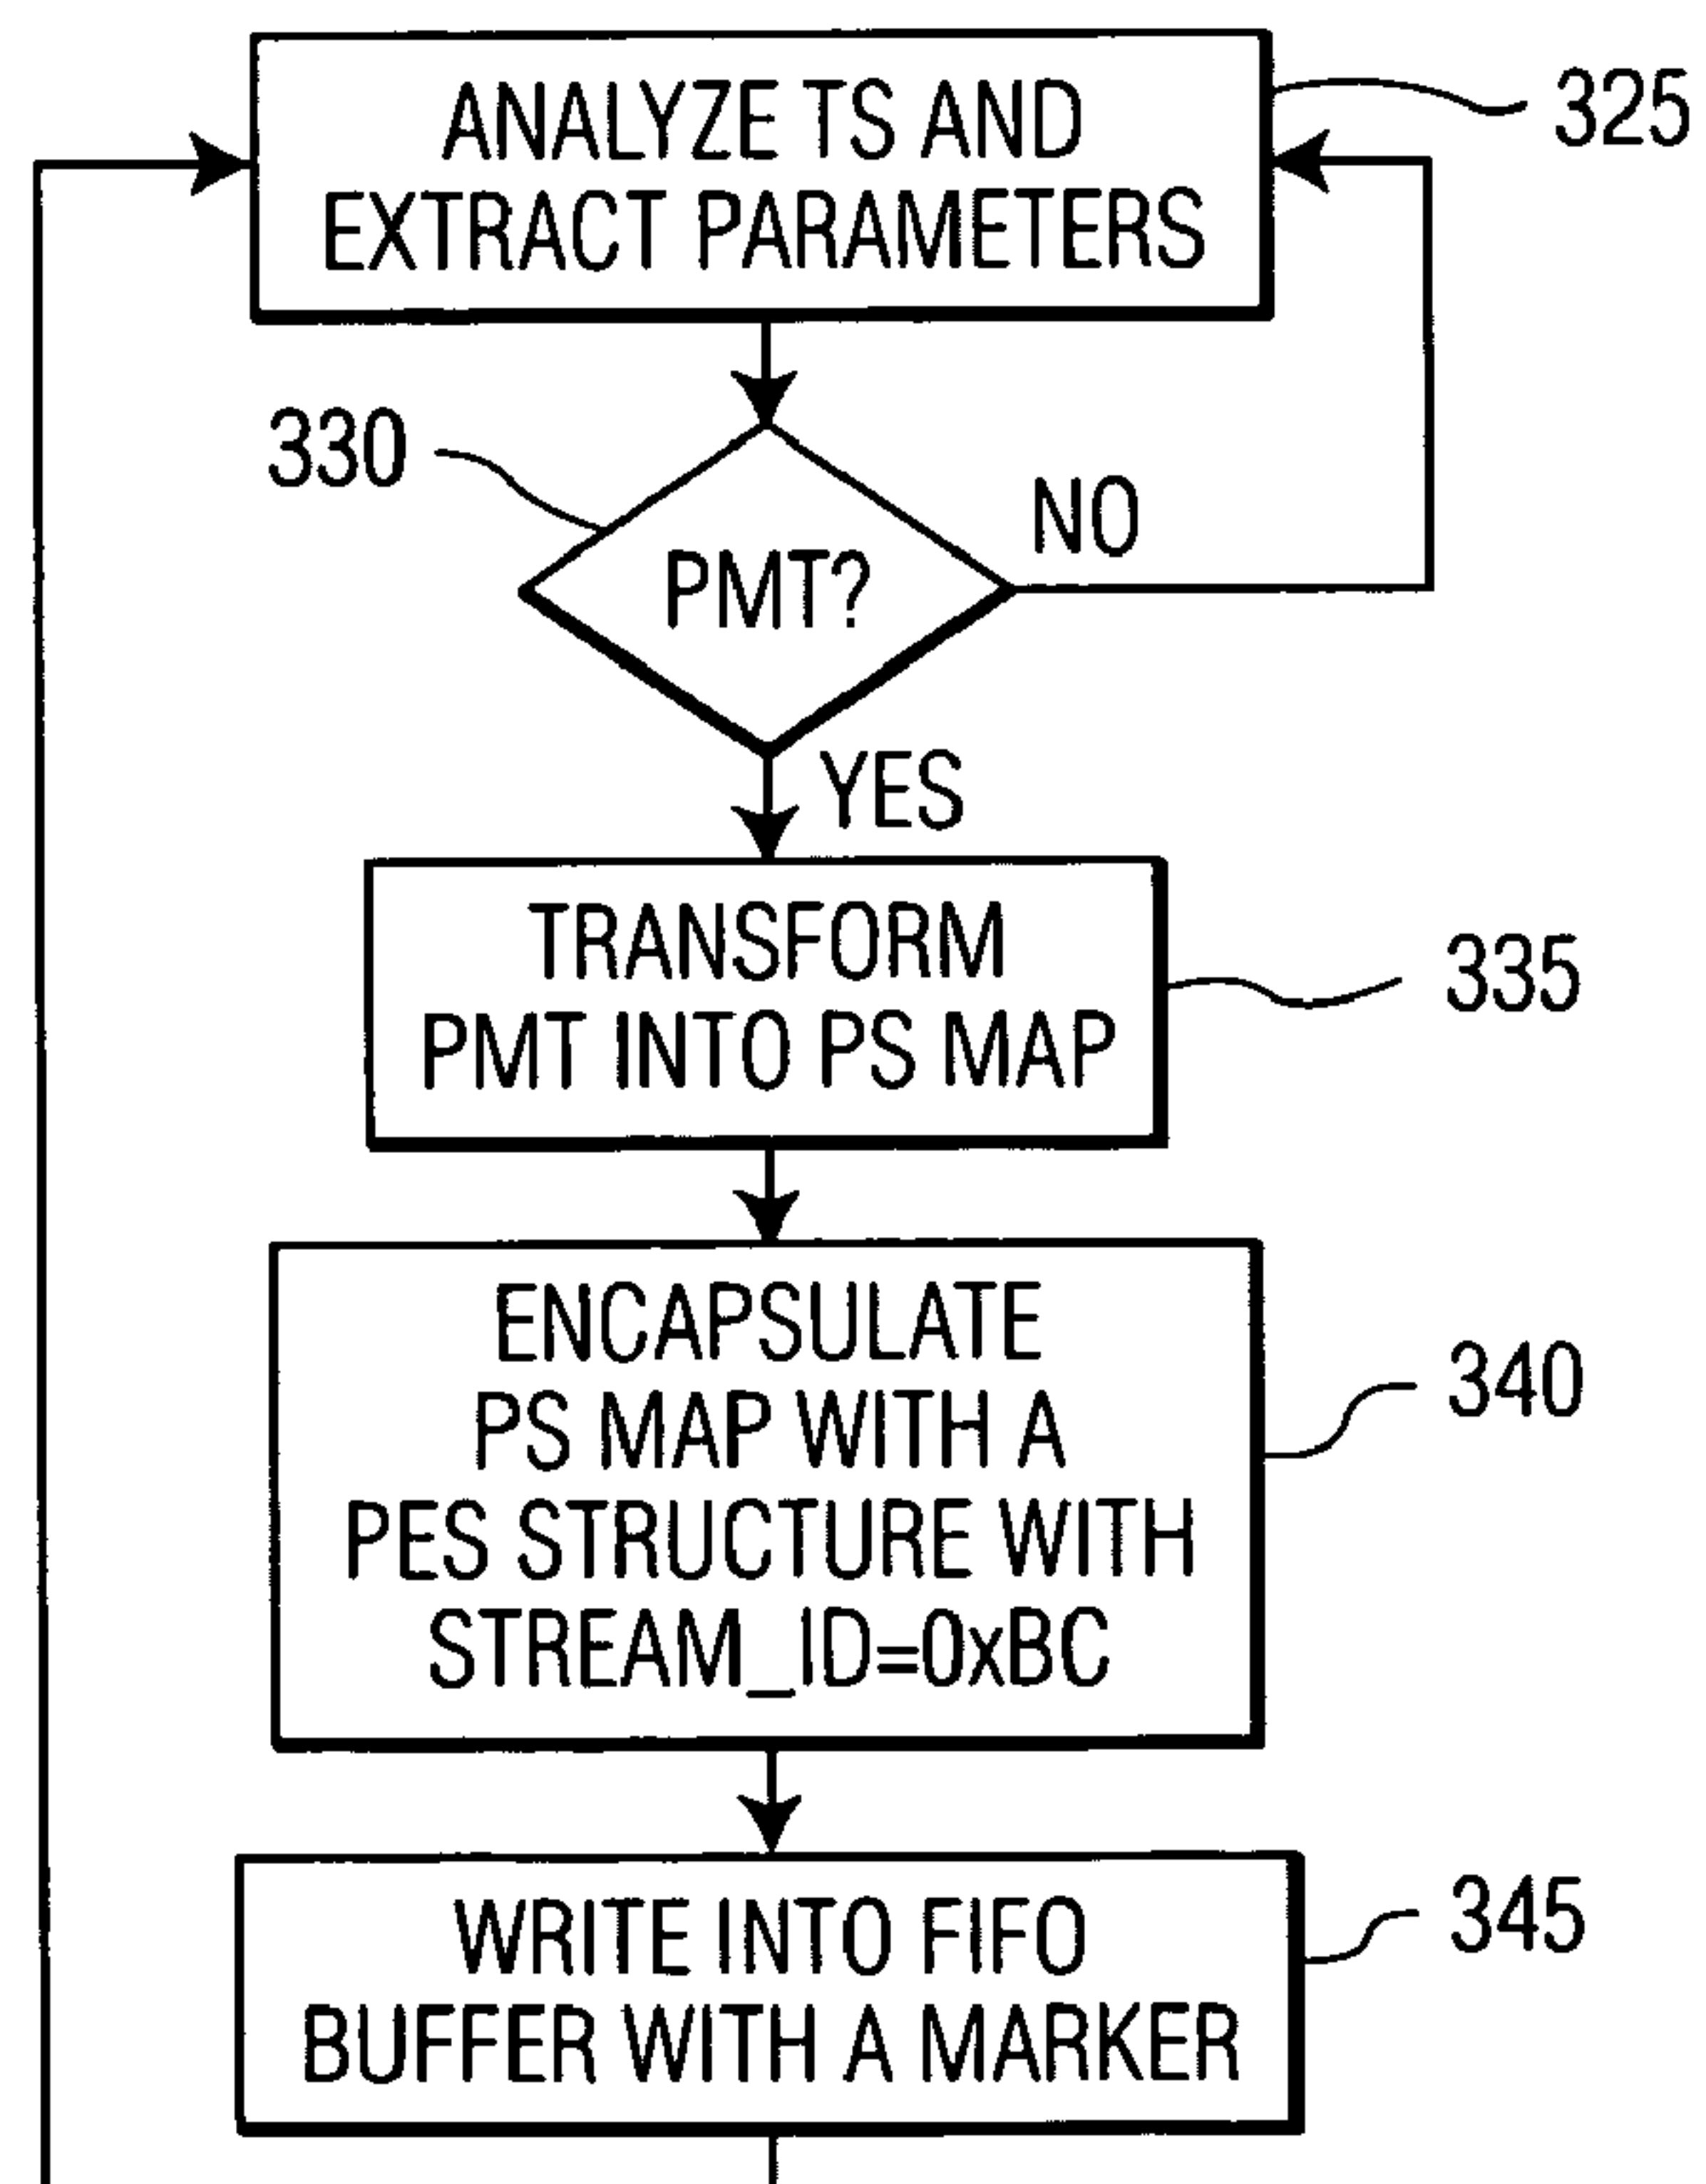 ANALYZE TS AND
EXTRACT PARAMETERS
325
330
PMT?
NO
YES
TRANSFORM
PMT INTO PS MAP
335
ENCAPSULATE
PS MAP WITH A
PES STRUCTURE WITH
STREAM_ID=0xBC
340
WRITE INTO FIFO
BUFFER WITH A MARKER
345